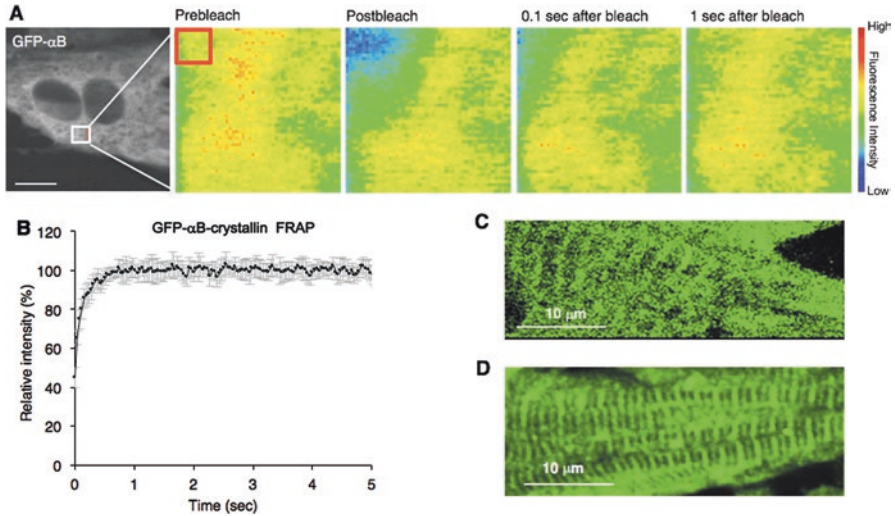 A
Prebleach
Postbleach
0.1 sec after bleach
1 sec after bleach
GFP-αB
High
Fluorescence Intensity
Low
B
GFP-αB-crystallin FRAP
Relative intensity (%)
120
100
80
60
40
20
0
0
1
2
3
4
5
Time (sec)
C
10 μm
D
10 μm